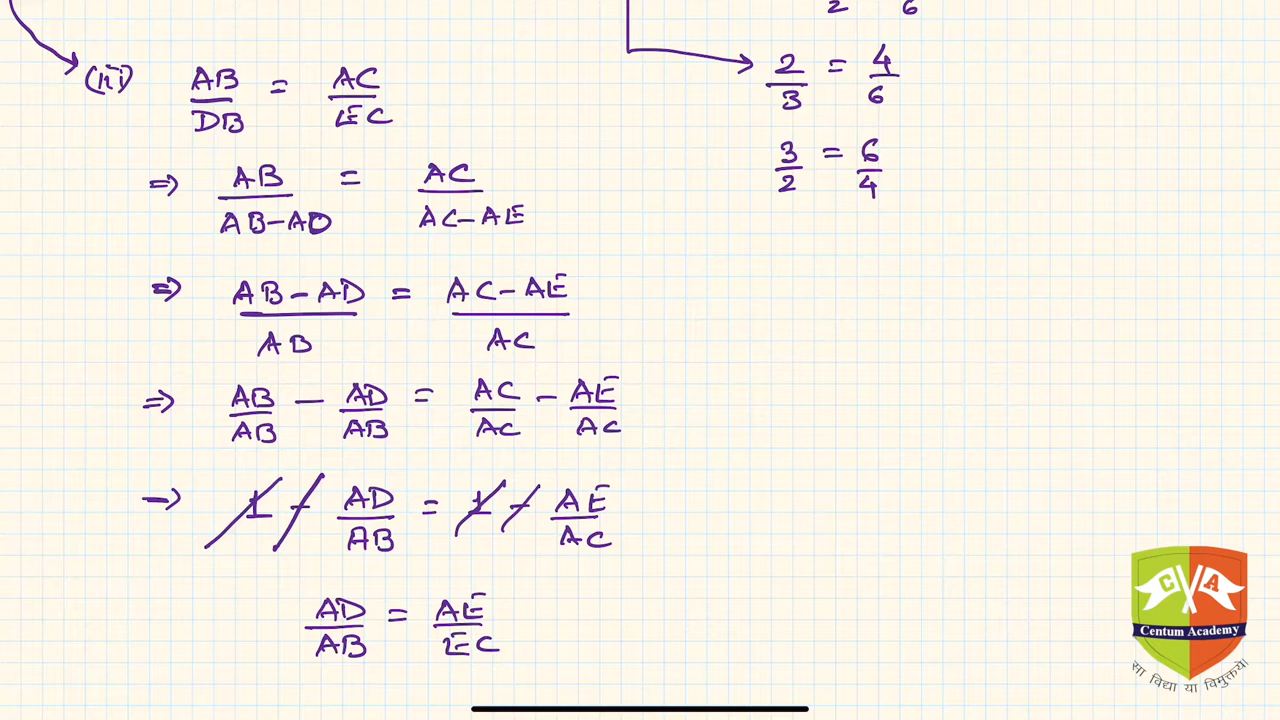 2 6
(iii) AB/DB = AC/EC
2/3 = 4/6
3/2 = 6/4
⇒ AB/AB-AD = AC/AC-AE
⇒ AB-AD/AB = AC-AE/AC
⇒ AB/AB - AD/AB = AC/AC - AE/AC
→ 1 - AD/AB = 1 - AE/AC
AD/AB = AE/EC
C A
Centum Academy
सा विद्या या विमुक्तये।